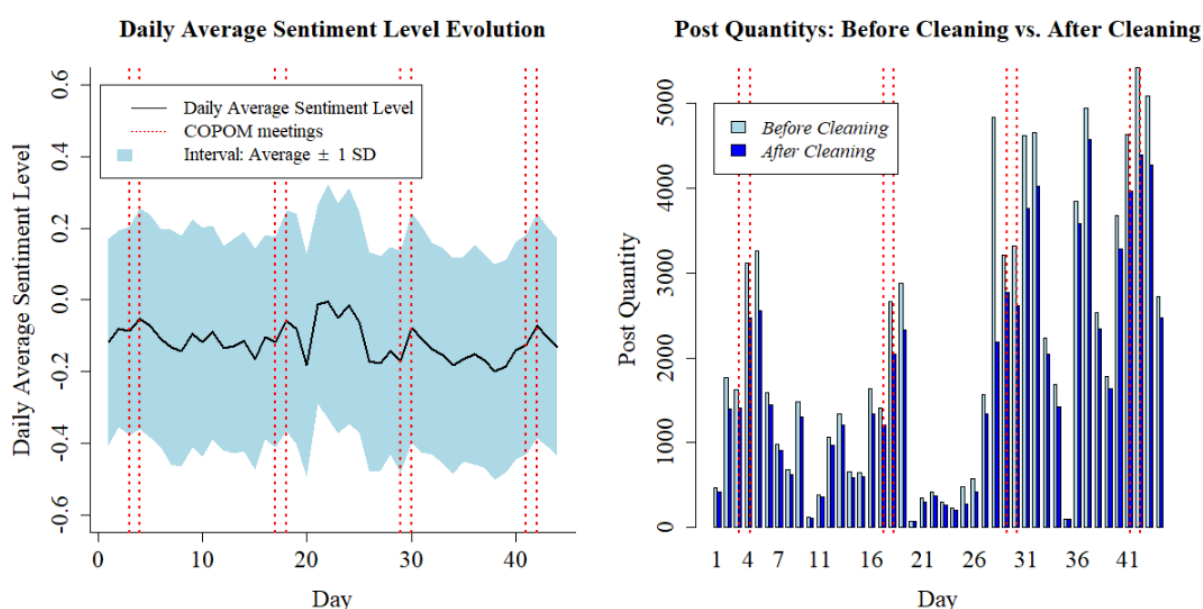 Daily Average Sentiment Level Evolution
Daily Average Sentiment Level
0.6
0.4
0.2
0.0
-0.2
-0.4
-0.6
Daily Average Sentiment Level
COPOM meetings
Interval: Average ± 1 SD
0 10 20 30 40
Day
Post Quantitys: Before Cleaning vs. After Cleaning
Post Quantity
5000
4000
3000
2000
1000
0
Before Cleaning
After Cleaning
1 4 7 11 16 21 26 31 36 41
Day